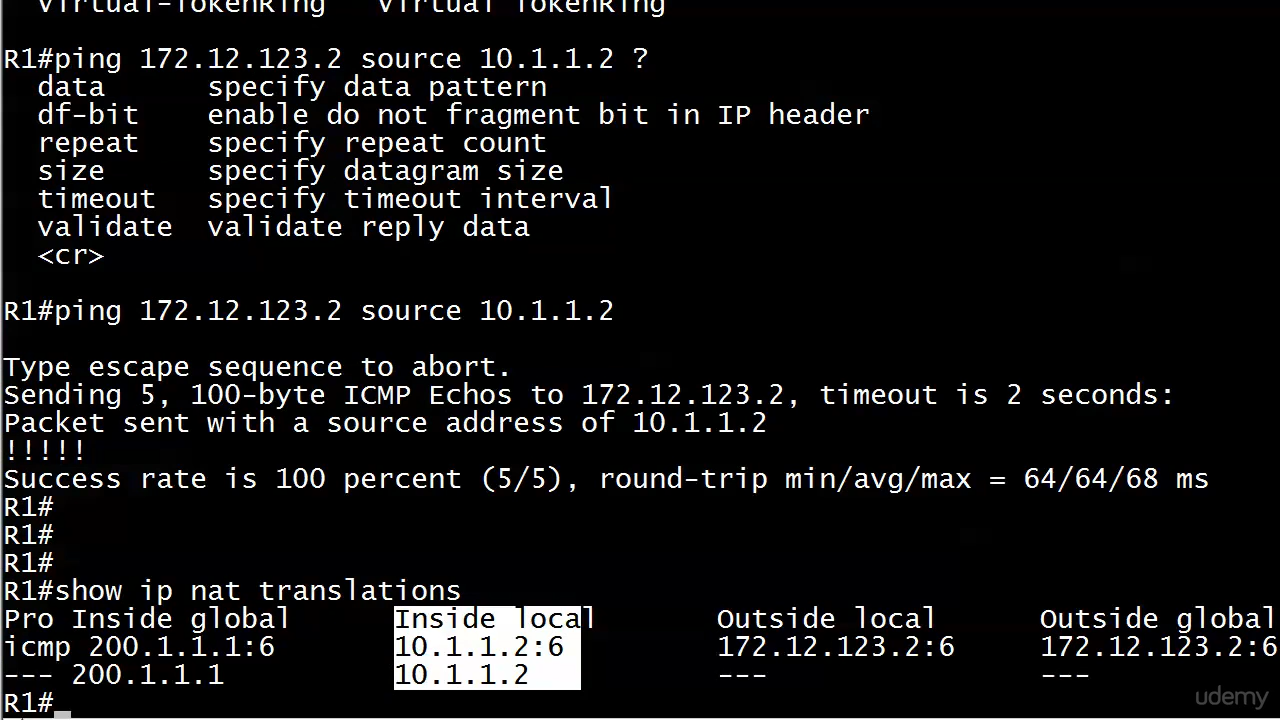 Virtual-TokenRing   Virtual TokenRing
R1#ping 172.12.123.2 source 10.1.1.2 ?
  data      specify data pattern
  df-bit    enable do not fragment bit in IP header
  repeat    specify repeat count
  size      specify datagram size
  timeout   specify timeout interval
  validate  validate reply data
  <cr>
R1#ping 172.12.123.2 source 10.1.1.2
Type escape sequence to abort.
Sending 5, 100-byte ICMP Echos to 172.12.123.2, timeout is 2 seconds:
Packet sent with a source address of 10.1.1.2
!!!!!
Success rate is 100 percent (5/5), round-trip min/avg/max = 64/64/68 ms
R1#
R1#
R1#
R1#show ip nat translations
Pro Inside global      Inside local       Outside local      Outside global
icmp 200.1.1.1:6       10.1.1.2:6         172.12.123.2:6     172.12.123.2:6
--- 200.1.1.1          10.1.1.2           ---                ---
R1#
udemy